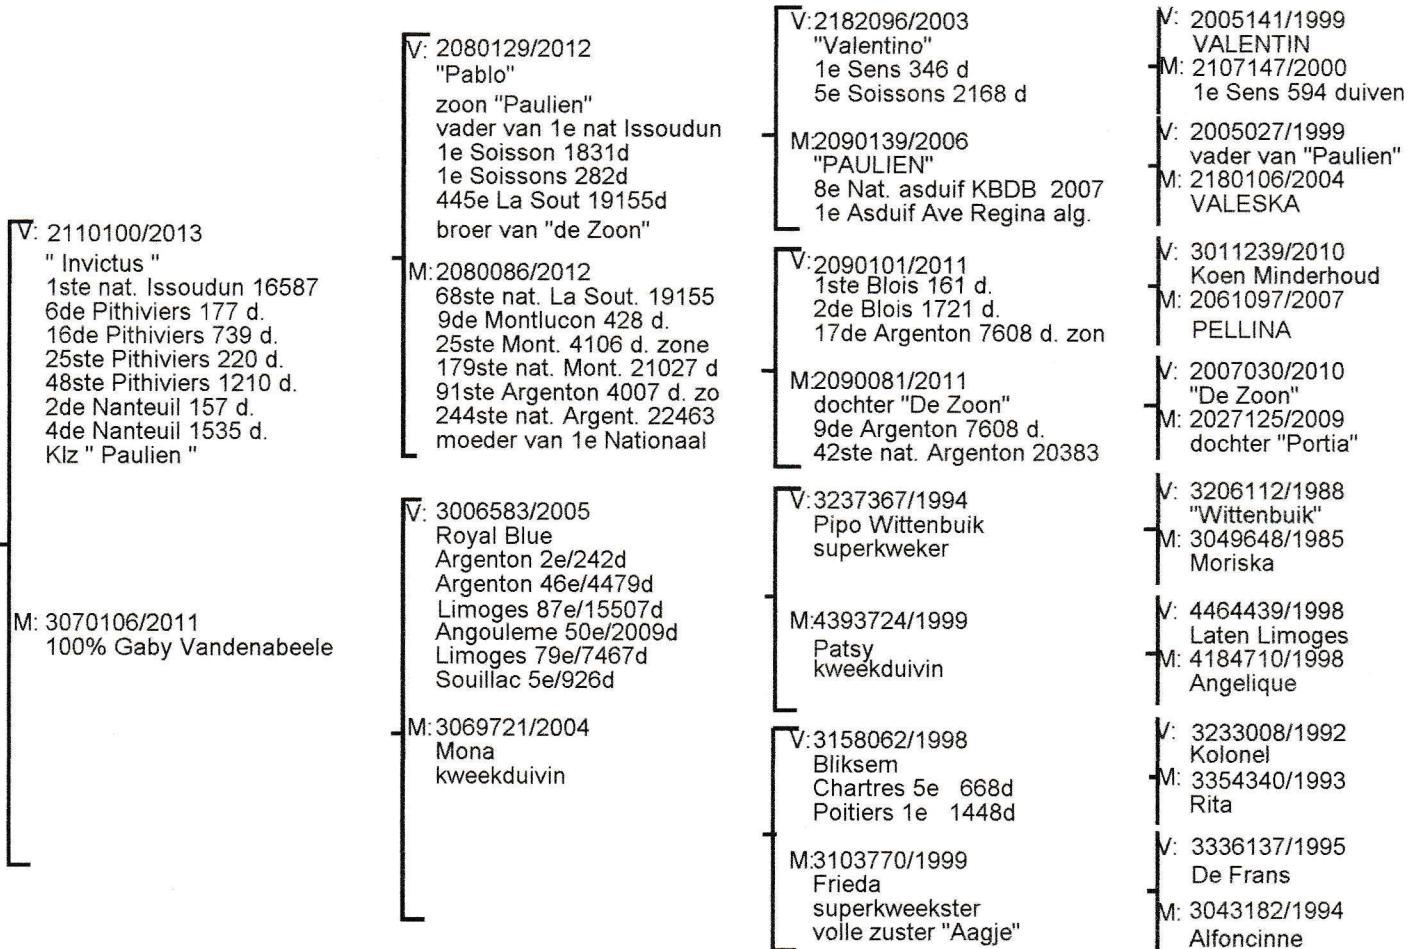 V: 2110100/2013
" Invictus "
1ste nat. Issoudun 16587
6de Pithiviers 177 d.
16de Pithiviers 739 d.
25ste Pithiviers 220 d.
48ste Pithiviers 1210 d.
2de Nanteuil 157 d.
4de Nanteuil 1535 d.
Klz " Paulien "
M: 3070106/2011
100% Gaby Vandenabeele
V: 2080129/2012
"Pablo"
zoon "Paulien"
vader van 1e nat Issoudun
1e Soisson 1831d
1e Soissons 282d
445e La Sout 19155d
broer van "de Zoon"
M: 2080086/2012
68ste nat. La Sout. 19155
9de Montlucon 428 d.
25ste Mont. 4106 d. zone
179ste nat. Mont. 21027 d
91ste Argenton 4007 d. zo
244ste nat. Argent. 22463
moeder van 1e Nationaal
V: 3006583/2005
Royal Blue
Argenton 2e/242d
Argenton 46e/4479d
Limoges 87e/15507d
Angouleme 50e/2009d
Limoges 79e/7467d
Souillac 5e/926d
M: 3069721/2004
Mona
kweekduivin
V: 2182096/2003
"Valentino"
1e Sens 346 d
5e Soissons 2168 d
M: 2090139/2006
"PAULIEN"
8e Nat. asduif KBDB 2007
1e Asduif Ave Regina alg.
V: 2090101/2011
1ste Blois 161 d.
2de Blois 1721 d.
17de Argenton 7608 d. zon
M: 2090081/2011
dochter "De Zoon"
9de Argenton 7608 d.
42ste nat. Argenton 20383
V: 3237367/1994
Pipo Wittenbuik
superkweker
M: 4393724/1999
Patsy
kweekduivin
V: 3158062/1998
Bliksem
Chartres 5e 668d
Poitiers 1e 1448d
M: 3103770/1999
Frieda
superkweekster
volle zuster "Aagje"
V: 2005141/1999
VALENTIN
M: 2107147/2000
1e Sens 594 duiven
V: 2005027/1999
vader van "Paulien"
M: 2180106/2004
VALESKA
V: 3011239/2010
Koen Minderhoud
M: 2061097/2007
PELLINA
V: 2007030/2010
"De Zoon"
M: 2027125/2009
dochter "Portia"
V: 3206112/1988
"Wittenbuik"
M: 3049648/1985
Moriska
V: 4464439/1998
Laten Limoges
M: 4184710/1998
Angelique
V: 3233008/1992
Kolonel
M: 3354340/1993
Rita
V: 3336137/1995
De Frans
M: 3043182/1994
Alfoncinne